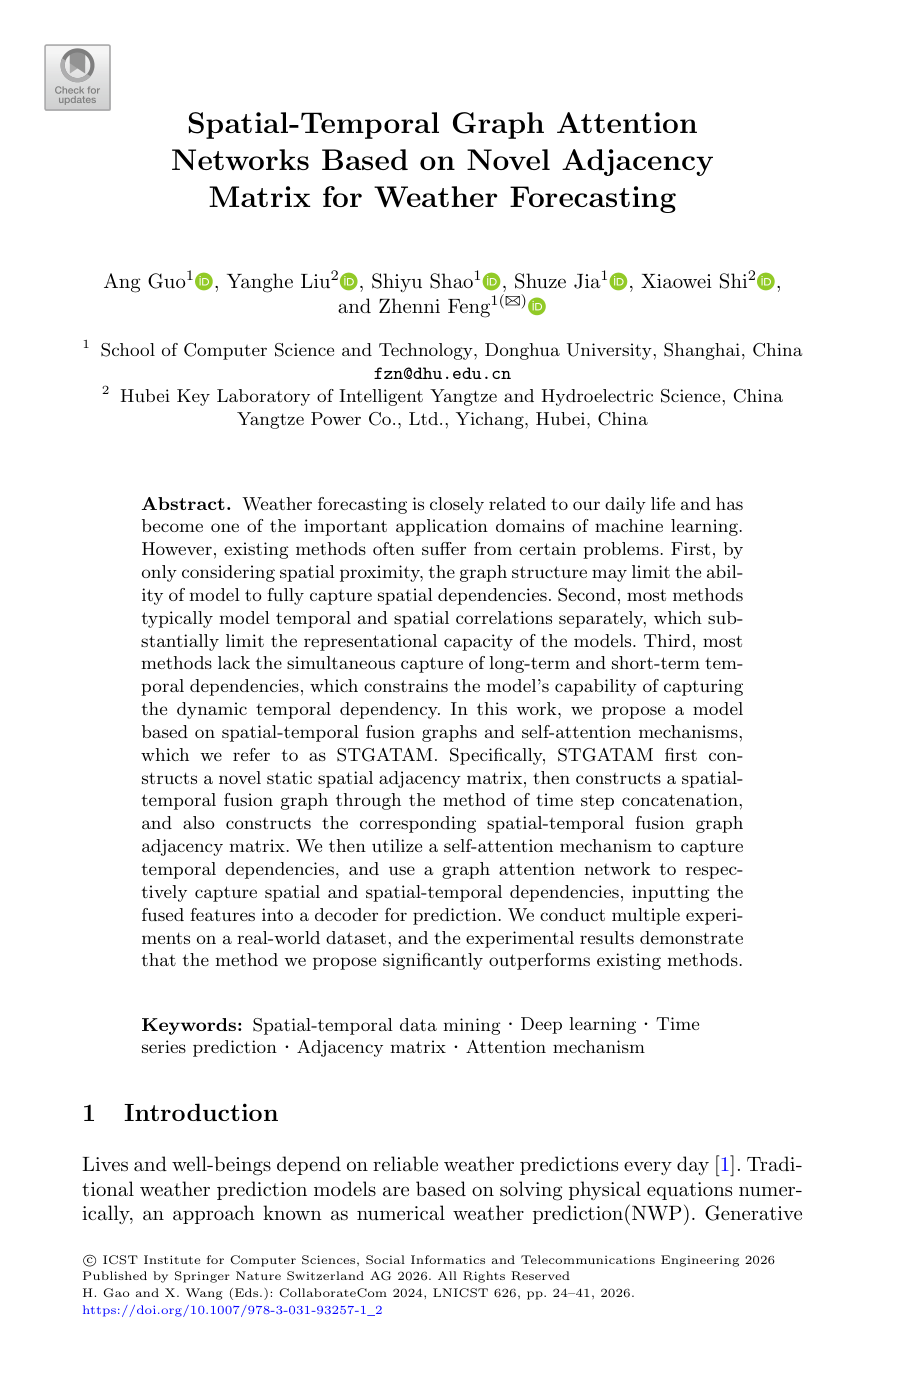 Check for
updates
Spatial-Temporal Graph Attention
Networks Based on Novel Adjacency
Matrix for Weather Forecasting
Ang Guo1, Yanghe Liu2, Shiyu Shao1, Shuze Jia1, Xiaowei Shi2,
and Zhenni Feng1(✉)
1 School of Computer Science and Technology, Donghua University, Shanghai, China
fzn@dhu.edu.cn
2 Hubei Key Laboratory of Intelligent Yangtze and Hydroelectric Science, China
Yangtze Power Co., Ltd., Yichang, Hubei, China
Abstract. Weather forecasting is closely related to our daily life and has
become one of the important application domains of machine learning.
However, existing methods often suffer from certain problems. First, by
only considering spatial proximity, the graph structure may limit the abil-
ity of model to fully capture spatial dependencies. Second, most methods
typically model temporal and spatial correlations separately, which sub-
stantially limit the representational capacity of the models. Third, most
methods lack the simultaneous capture of long-term and short-term tem-
poral dependencies, which constrains the model's capability of capturing
the dynamic temporal dependency. In this work, we propose a model
based on spatial-temporal fusion graphs and self-attention mechanisms,
which we refer to as STGATAM. Specifically, STGATAM first con-
structs a novel static spatial adjacency matrix, then constructs a spatial-
temporal fusion graph through the method of time step concatenation,
and also constructs the corresponding spatial-temporal fusion graph
adjacency matrix. We then utilize a self-attention mechanism to capture
temporal dependencies, and use a graph attention network to respec-
tively capture spatial and spatial-temporal dependencies, inputting the
fused features into a decoder for prediction. We conduct multiple experi-
ments on a real-world dataset, and the experimental results demonstrate
that the method we propose significantly outperforms existing methods.
Keywords: Spatial-temporal data mining · Deep learning · Time
series prediction · Adjacency matrix · Attention mechanism
1 Introduction
Lives and well-beings depend on reliable weather predictions every day [1]. Tradi-
tional weather prediction models are based on solving physical equations numer-
ically, an approach known as numerical weather prediction(NWP). Generative
© ICST Institute for Computer Sciences, Social Informatics and Telecommunications Engineering 2026
Published by Springer Nature Switzerland AG 2026. All Rights Reserved
H. Gao and X. Wang (Eds.): CollaborateCom 2024, LNICST 626, pp. 24–41, 2026.
https://doi.org/10.1007/978-3-031-93257-1_2